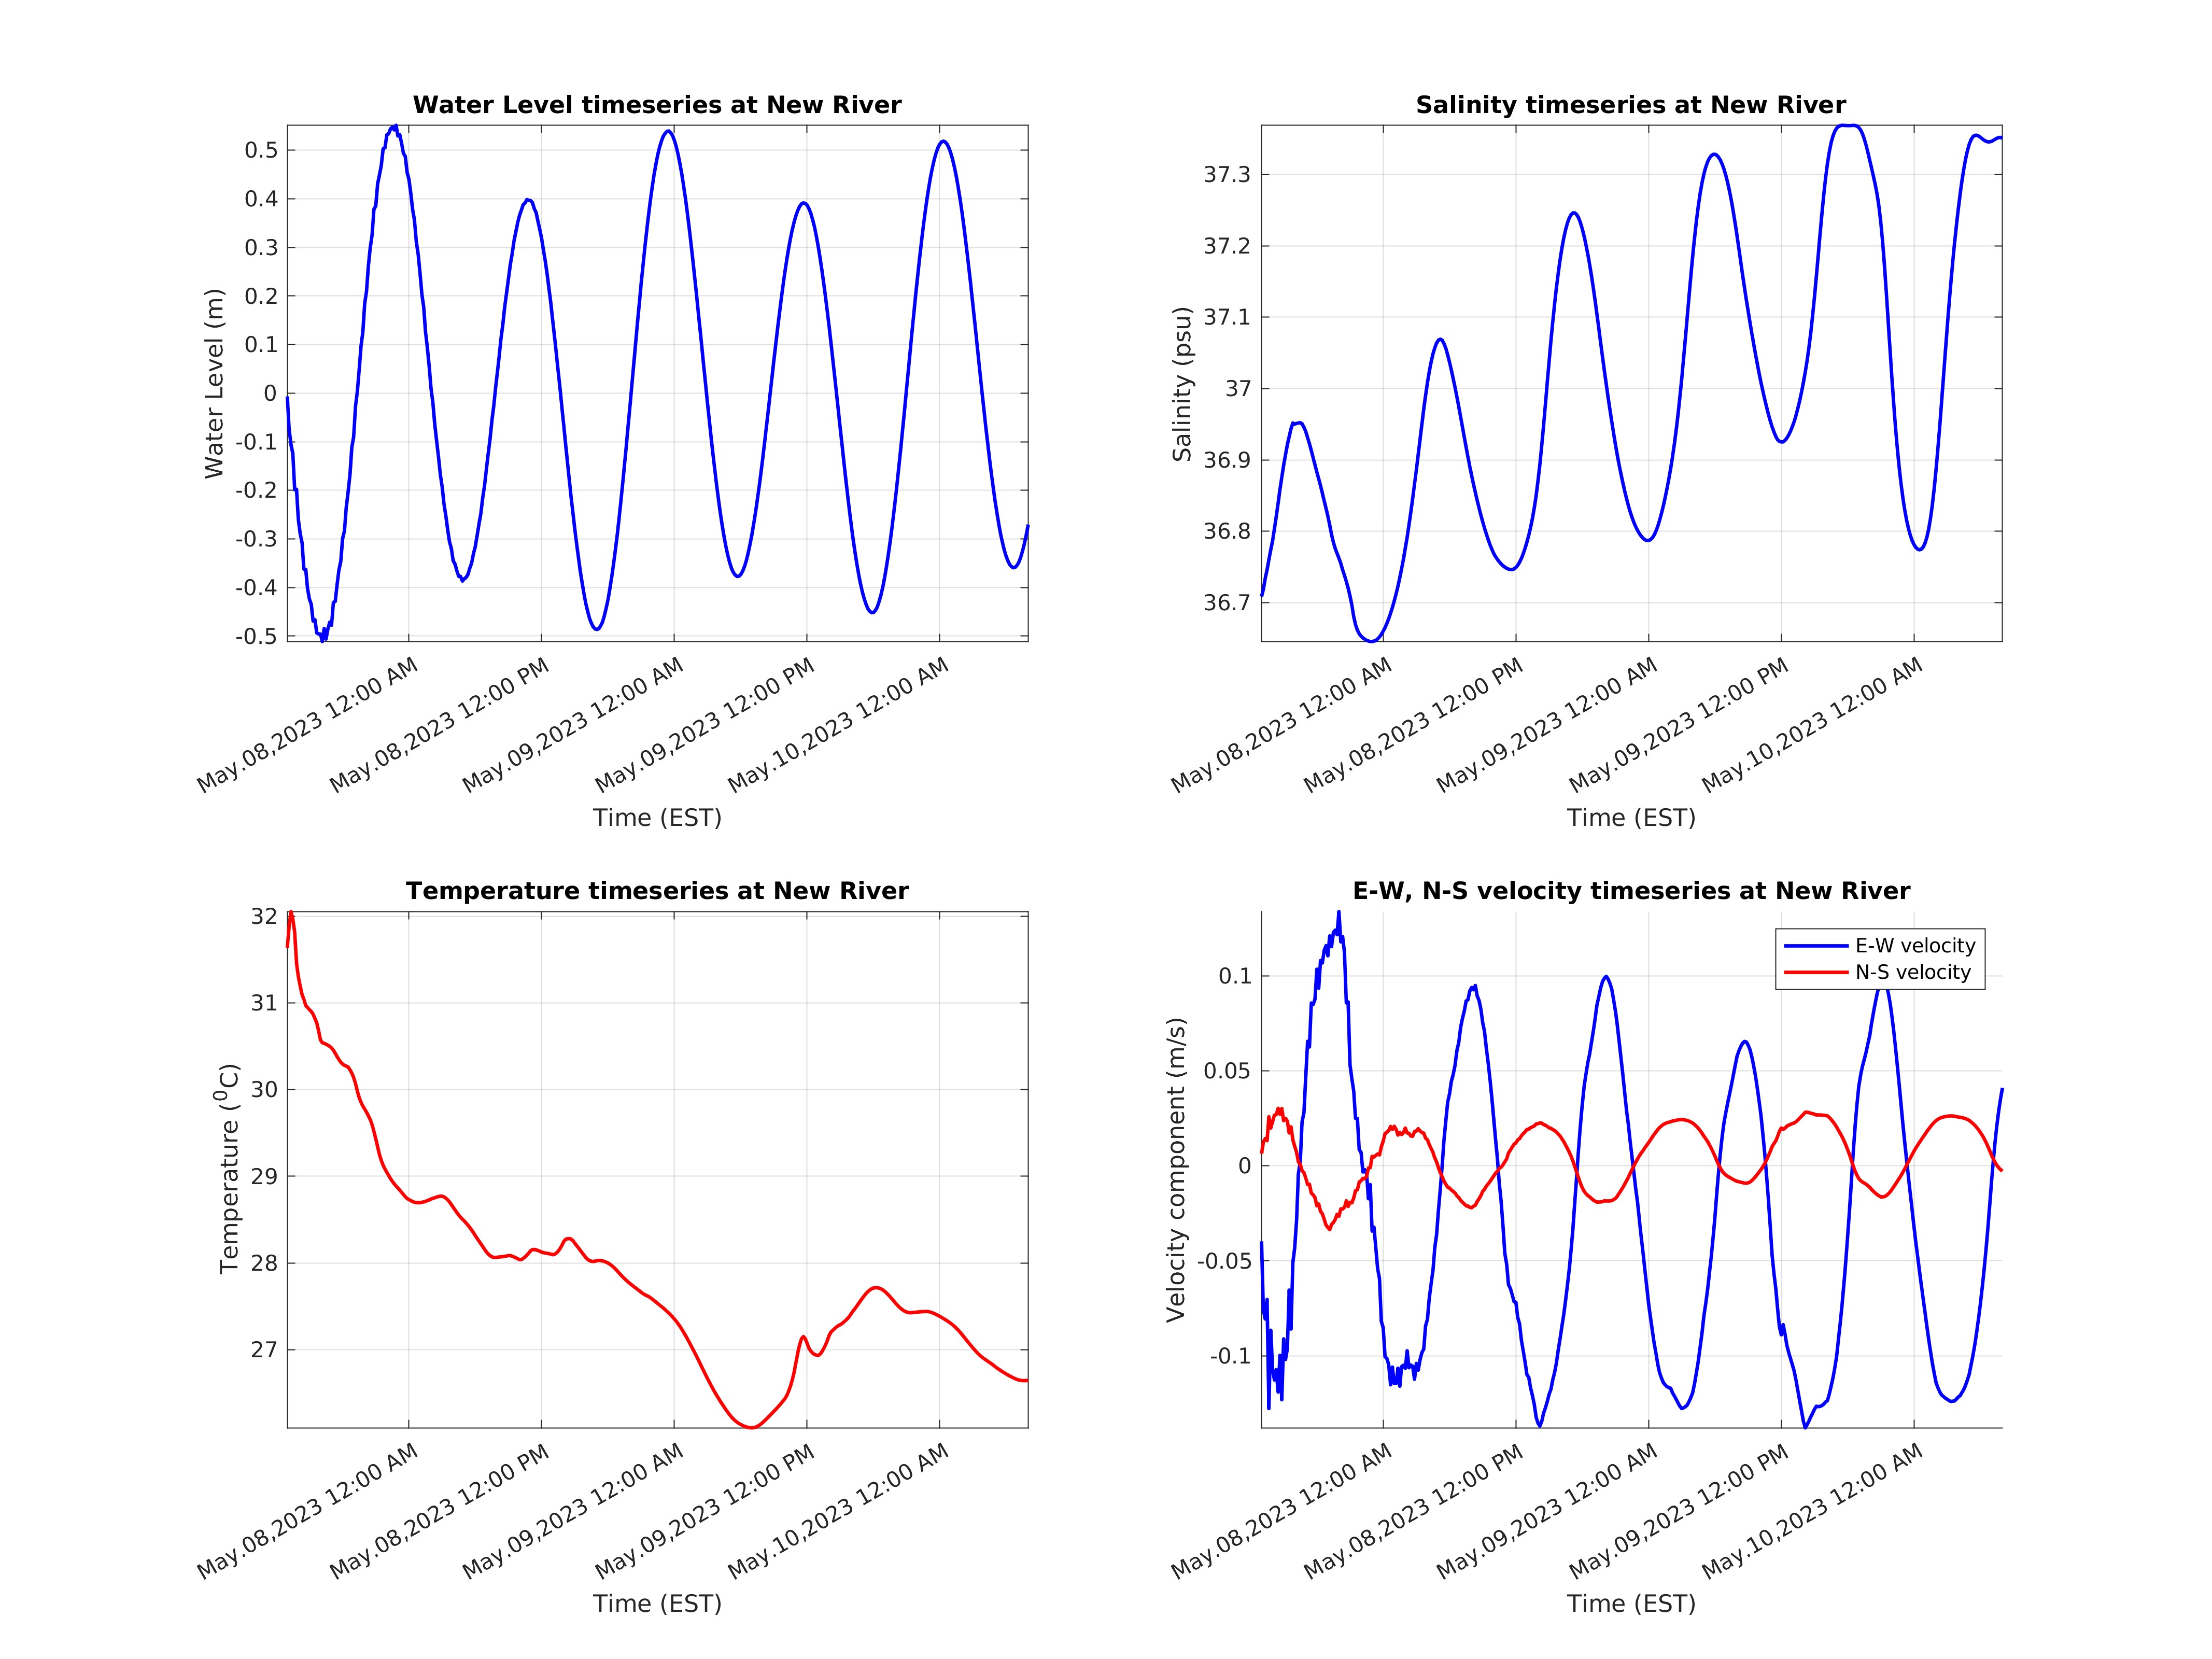 Water Level timeseries at New River
Water Level (m)
0.5
0.4
0.3
0.2
0.1
0
-0.1
-0.2
-0.3
-0.4
-0.5
May.08,2023 12:00 AM
May.08,2023 12:00 PM
May.09,2023 12:00 AM
May.09,2023 12:00 PM
May.10,2023 12:00 AM
Time (EST)
Salinity timeseries at New River
Salinity (psu)
37.3
37.2
37.1
37
36.9
36.8
36.7
May.08,2023 12:00 AM
May.08,2023 12:00 PM
May.09,2023 12:00 AM
May.09,2023 12:00 PM
May.10,2023 12:00 AM
Time (EST)
Temperature timeseries at New River
Temperature (⁰C)
32
31
30
29
28
27
May.08,2023 12:00 AM
May.08,2023 12:00 PM
May.09,2023 12:00 AM
May.09,2023 12:00 PM
May.10,2023 12:00 AM
Time (EST)
E-W, N-S velocity timeseries at New River
Velocity component (m/s)
0.1
0.05
0
-0.05
-0.1
E-W velocity
N-S velocity
May.08,2023 12:00 AM
May.08,2023 12:00 PM
May.09,2023 12:00 AM
May.09,2023 12:00 PM
May.10,2023 12:00 AM
Time (EST)